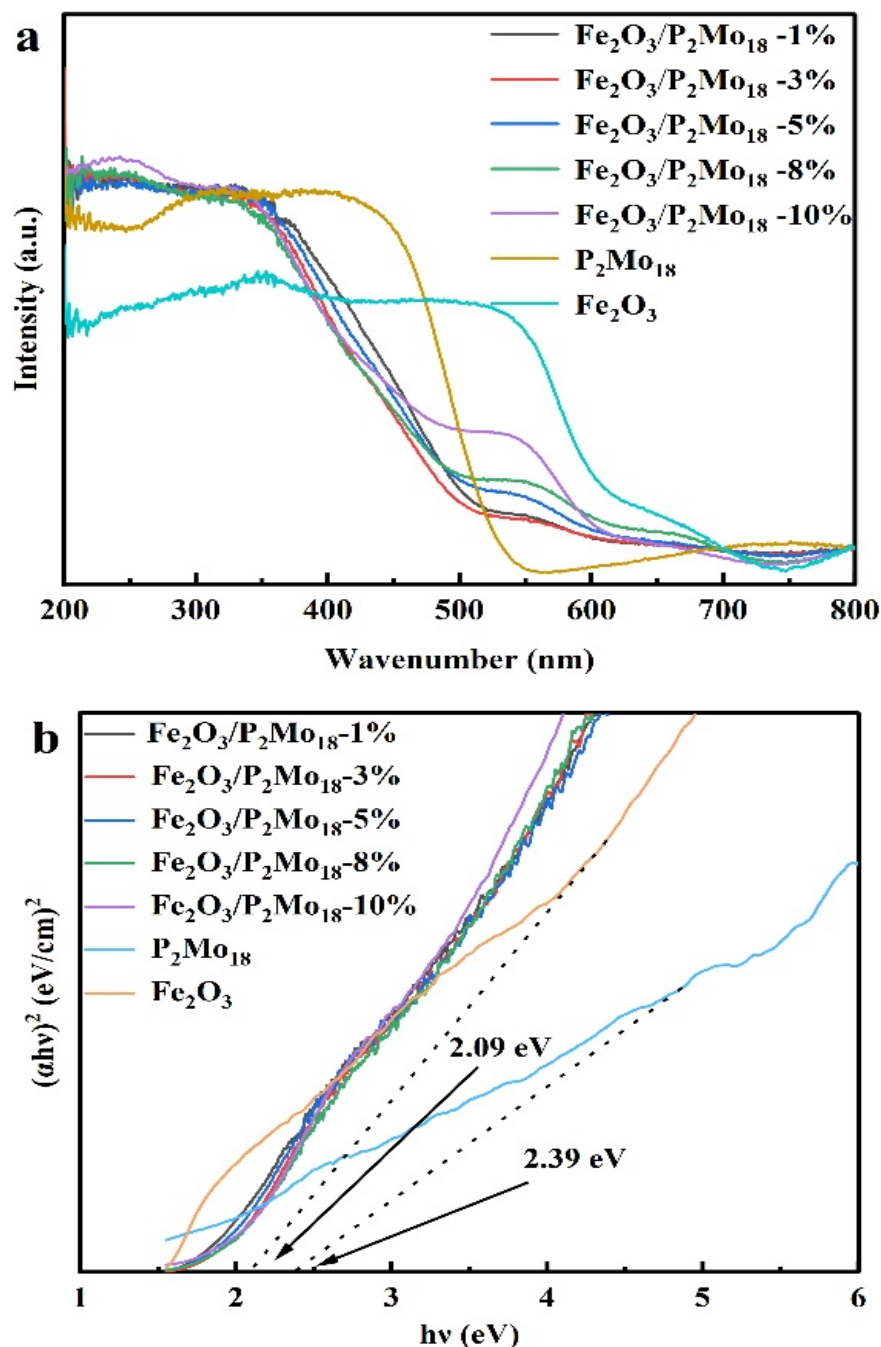 a
Fe₂O₃/P₂Mo₁₈ -1%
Fe₂O₃/P₂Mo₁₈ -3%
Fe₂O₃/P₂Mo₁₈ -5%
Fe₂O₃/P₂Mo₁₈ -8%
Fe₂O₃/P₂Mo₁₈ -10%
P₂Mo₁₈
Fe₂O₃
Intensity (a.u.)
200 300 400 500 600 700 800
Wavenumber (nm)
b
Fe₂O₃/P₂Mo₁₈-1%
Fe₂O₃/P₂Mo₁₈-3%
Fe₂O₃/P₂Mo₁₈-5%
Fe₂O₃/P₂Mo₁₈-8%
Fe₂O₃/P₂Mo₁₈-10%
P₂Mo₁₈
Fe₂O₃
2.09 eV
2.39 eV
(αhν)² (eV/cm)²
1 2 3 4 5 6
hν (eV)